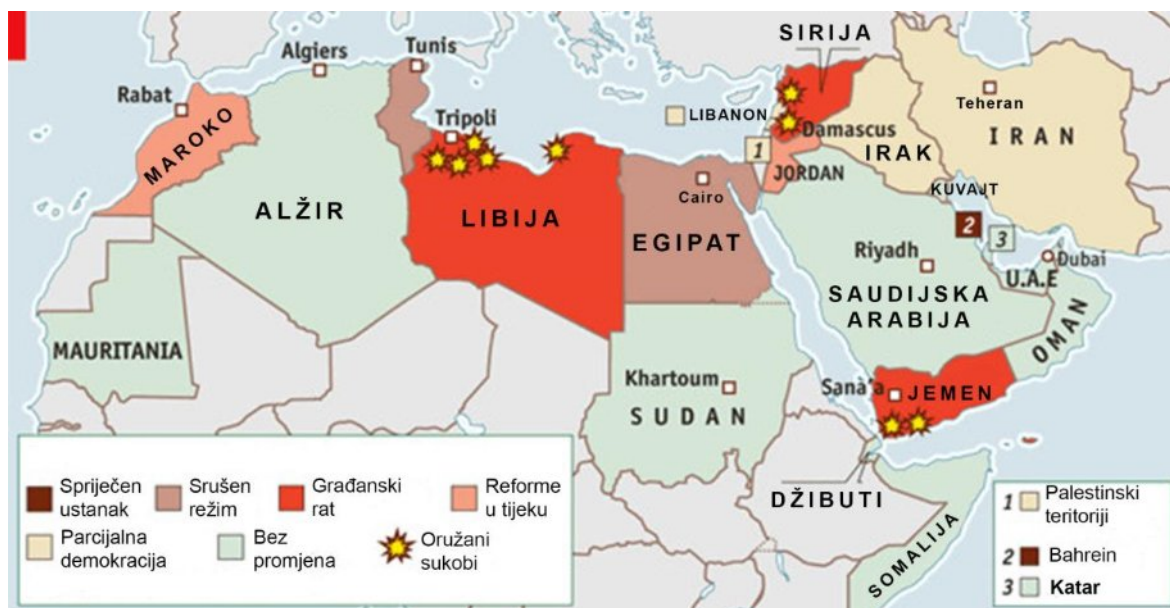 SIRIJA
Algiers
Tunis
Rabat
Teheran
Tripoli
LIBANON
Damascus
IRAN
MAROKO
1
IRAK
JORDAN
KUVAJT
Cairo
ALŽIR
LIBIJA
EGIPAT
2
3
Riyadh
Dubai
U.A.E
SAUDIJSKA
ARABIJA
OMAN
MAURITANIA
Khartoum
Sanà'a
JEMEN
SUDAN
DŽIBUTI
SOMALIJA
Spriječen
ustanak
Srušen
režim
Građanski
rat
Reforme
u tijeku
Parcijalna
demokracija
Bez
promjena
Oružani
sukobi
1 Palestinski
teritoriji
2 Bahrein
3 Katar